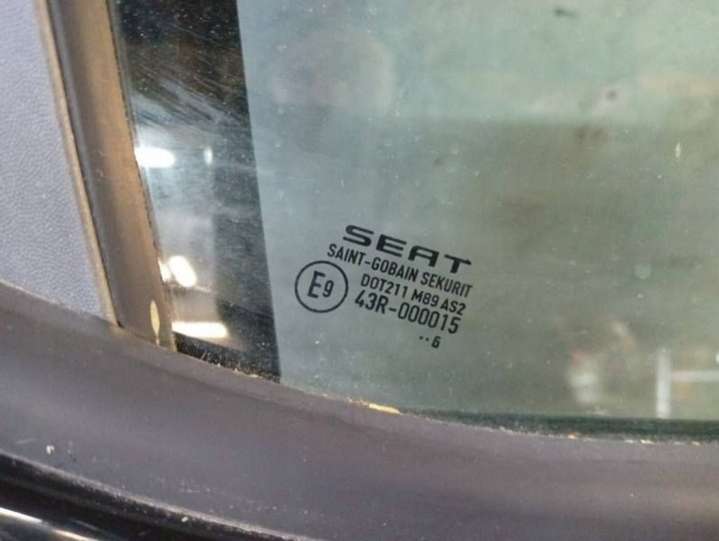 SEAT
SAINT-GOBAIN SEKURIT
E9
DOT211 M89 AS2
43R-000015
··6